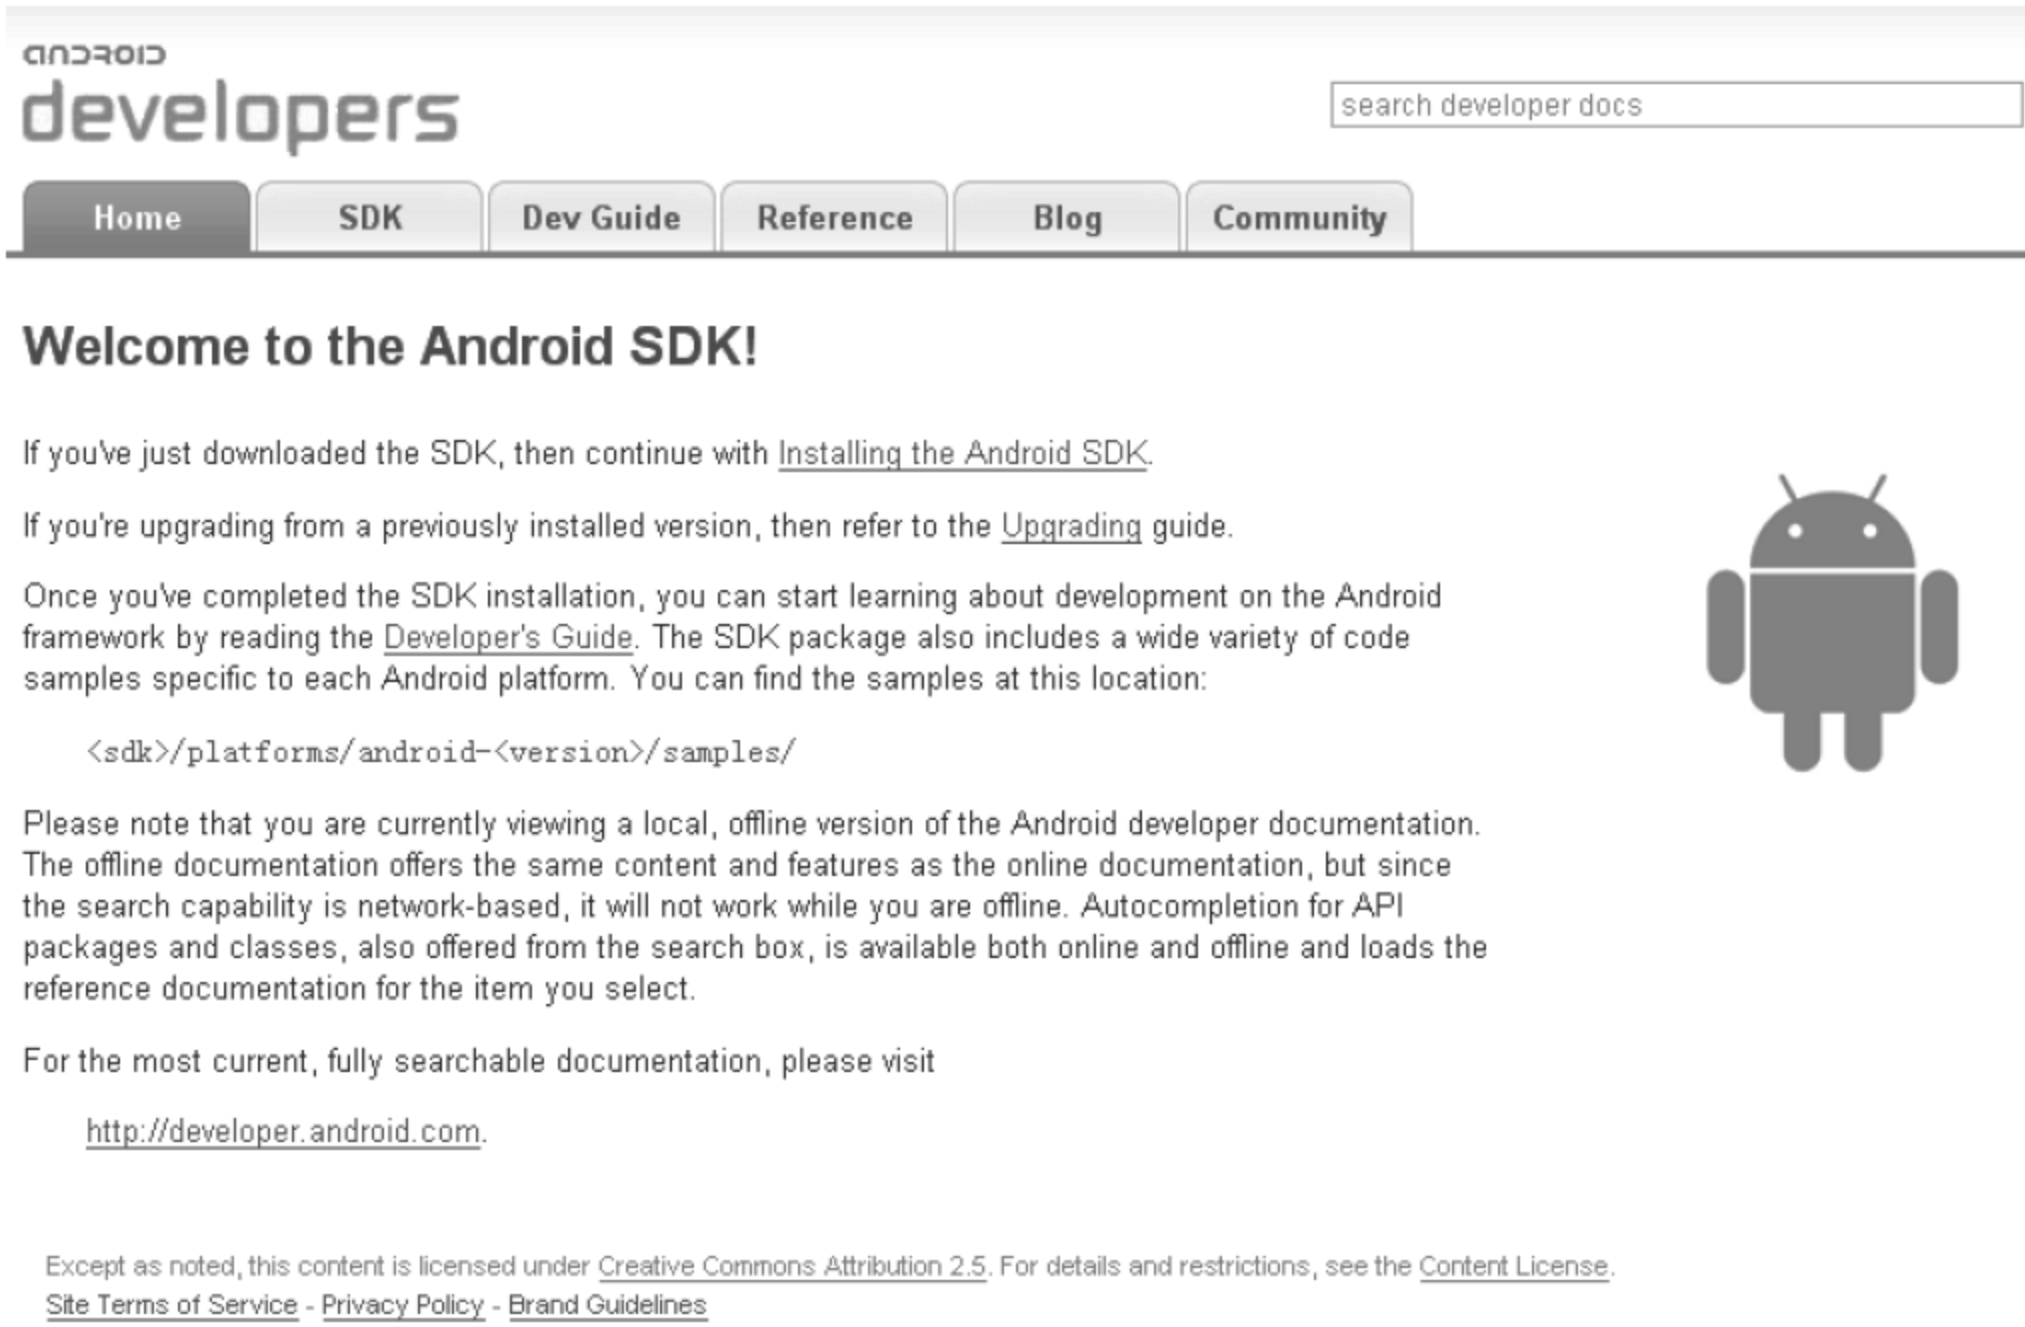 android
developers
search developer docs
Home SDK Dev Guide Reference Blog Community
Welcome to the Android SDK!
If you've just downloaded the SDK, then continue with Installing the Android SDK.
If you're upgrading from a previously installed version, then refer to the Upgrading guide.
Once you've completed the SDK installation, you can start learning about development on the Android
framework by reading the Developer's Guide. The SDK package also includes a wide variety of code
samples specific to each Android platform. You can find the samples at this location:
<sdk>/platforms/android-<version>/samples/
Please note that you are currently viewing a local, offline version of the Android developer documentation.
The offline documentation offers the same content and features as the online documentation, but since
the search capability is network-based, it will not work while you are offline. Autocompletion for API
packages and classes, also offered from the search box, is available both online and offline and loads the
reference documentation for the item you select.
For the most current, fully searchable documentation, please visit
http://developer.android.com.
Except as noted, this content is licensed under Creative Commons Attribution 2.5. For details and restrictions, see the Content License.
Site Terms of Service - Privacy Policy - Brand Guidelines